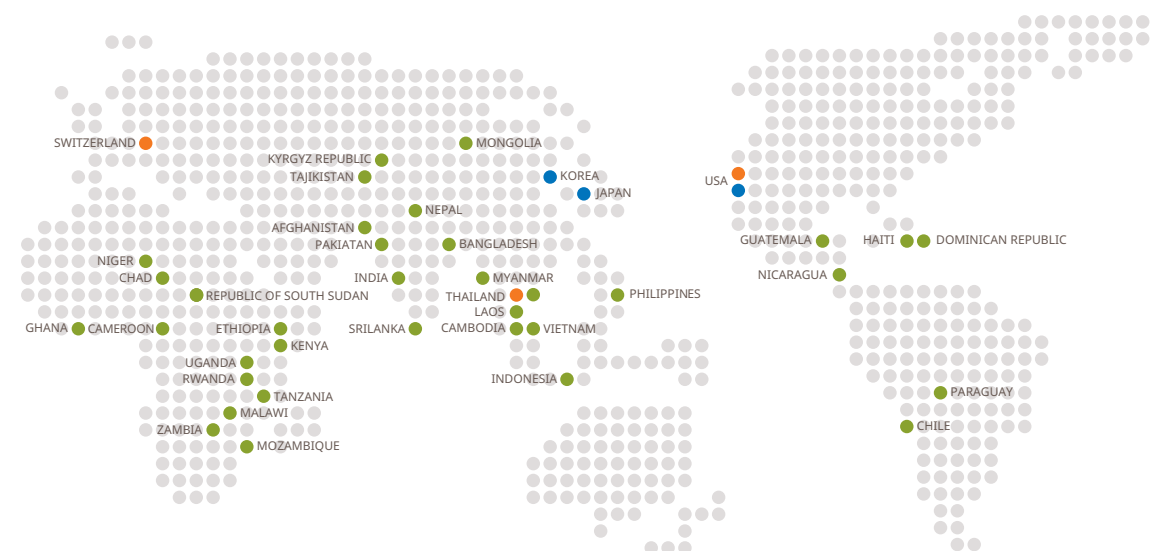 SWITZERLAND
MONGOLIA
KYRGYZ REPUBLIC
TAJIKISTAN
KOREA
USA
JAPAN
NEPAL
AFGHANISTAN
PAKIATAN
BANGLADESH
GUATEMALA
HAITI
DOMINICAN REPUBLIC
NIGER
CHAD
INDIA
MYANMAR
NICARAGUA
REPUBLIC OF SOUTH SUDAN
THAILAND
PHILIPPINES
LAOS
GHANA
CAMEROON
ETHIOPIA
SRILANKA
CAMBODIA
VIETNAM
KENYA
UGANDA
RWANDA
INDONESIA
TANZANIA
PARAGUAY
MALAWI
ZAMBIA
CHILE
MOZAMBIQUE